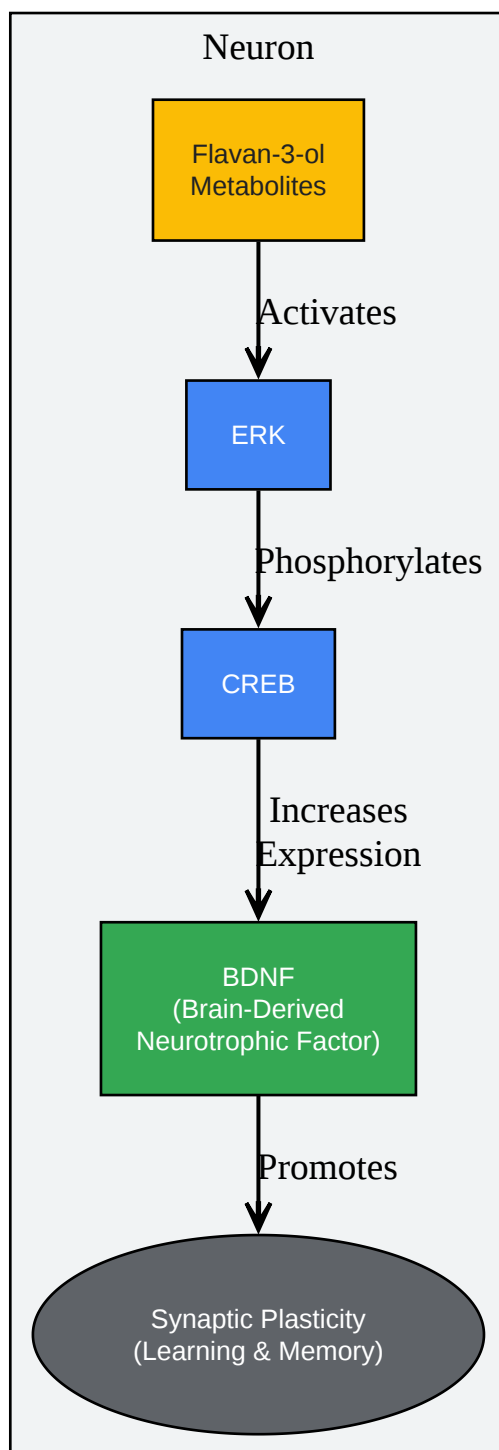 Neuron
Flavan-3-ol
Metabolites
Activates
ERK
Phosphorylates
CREB
Increases
Expression
BDNF
(Brain-Derived
Neurotrophic Factor)
Promotes
Synaptic Plasticity
(Learning & Memory)